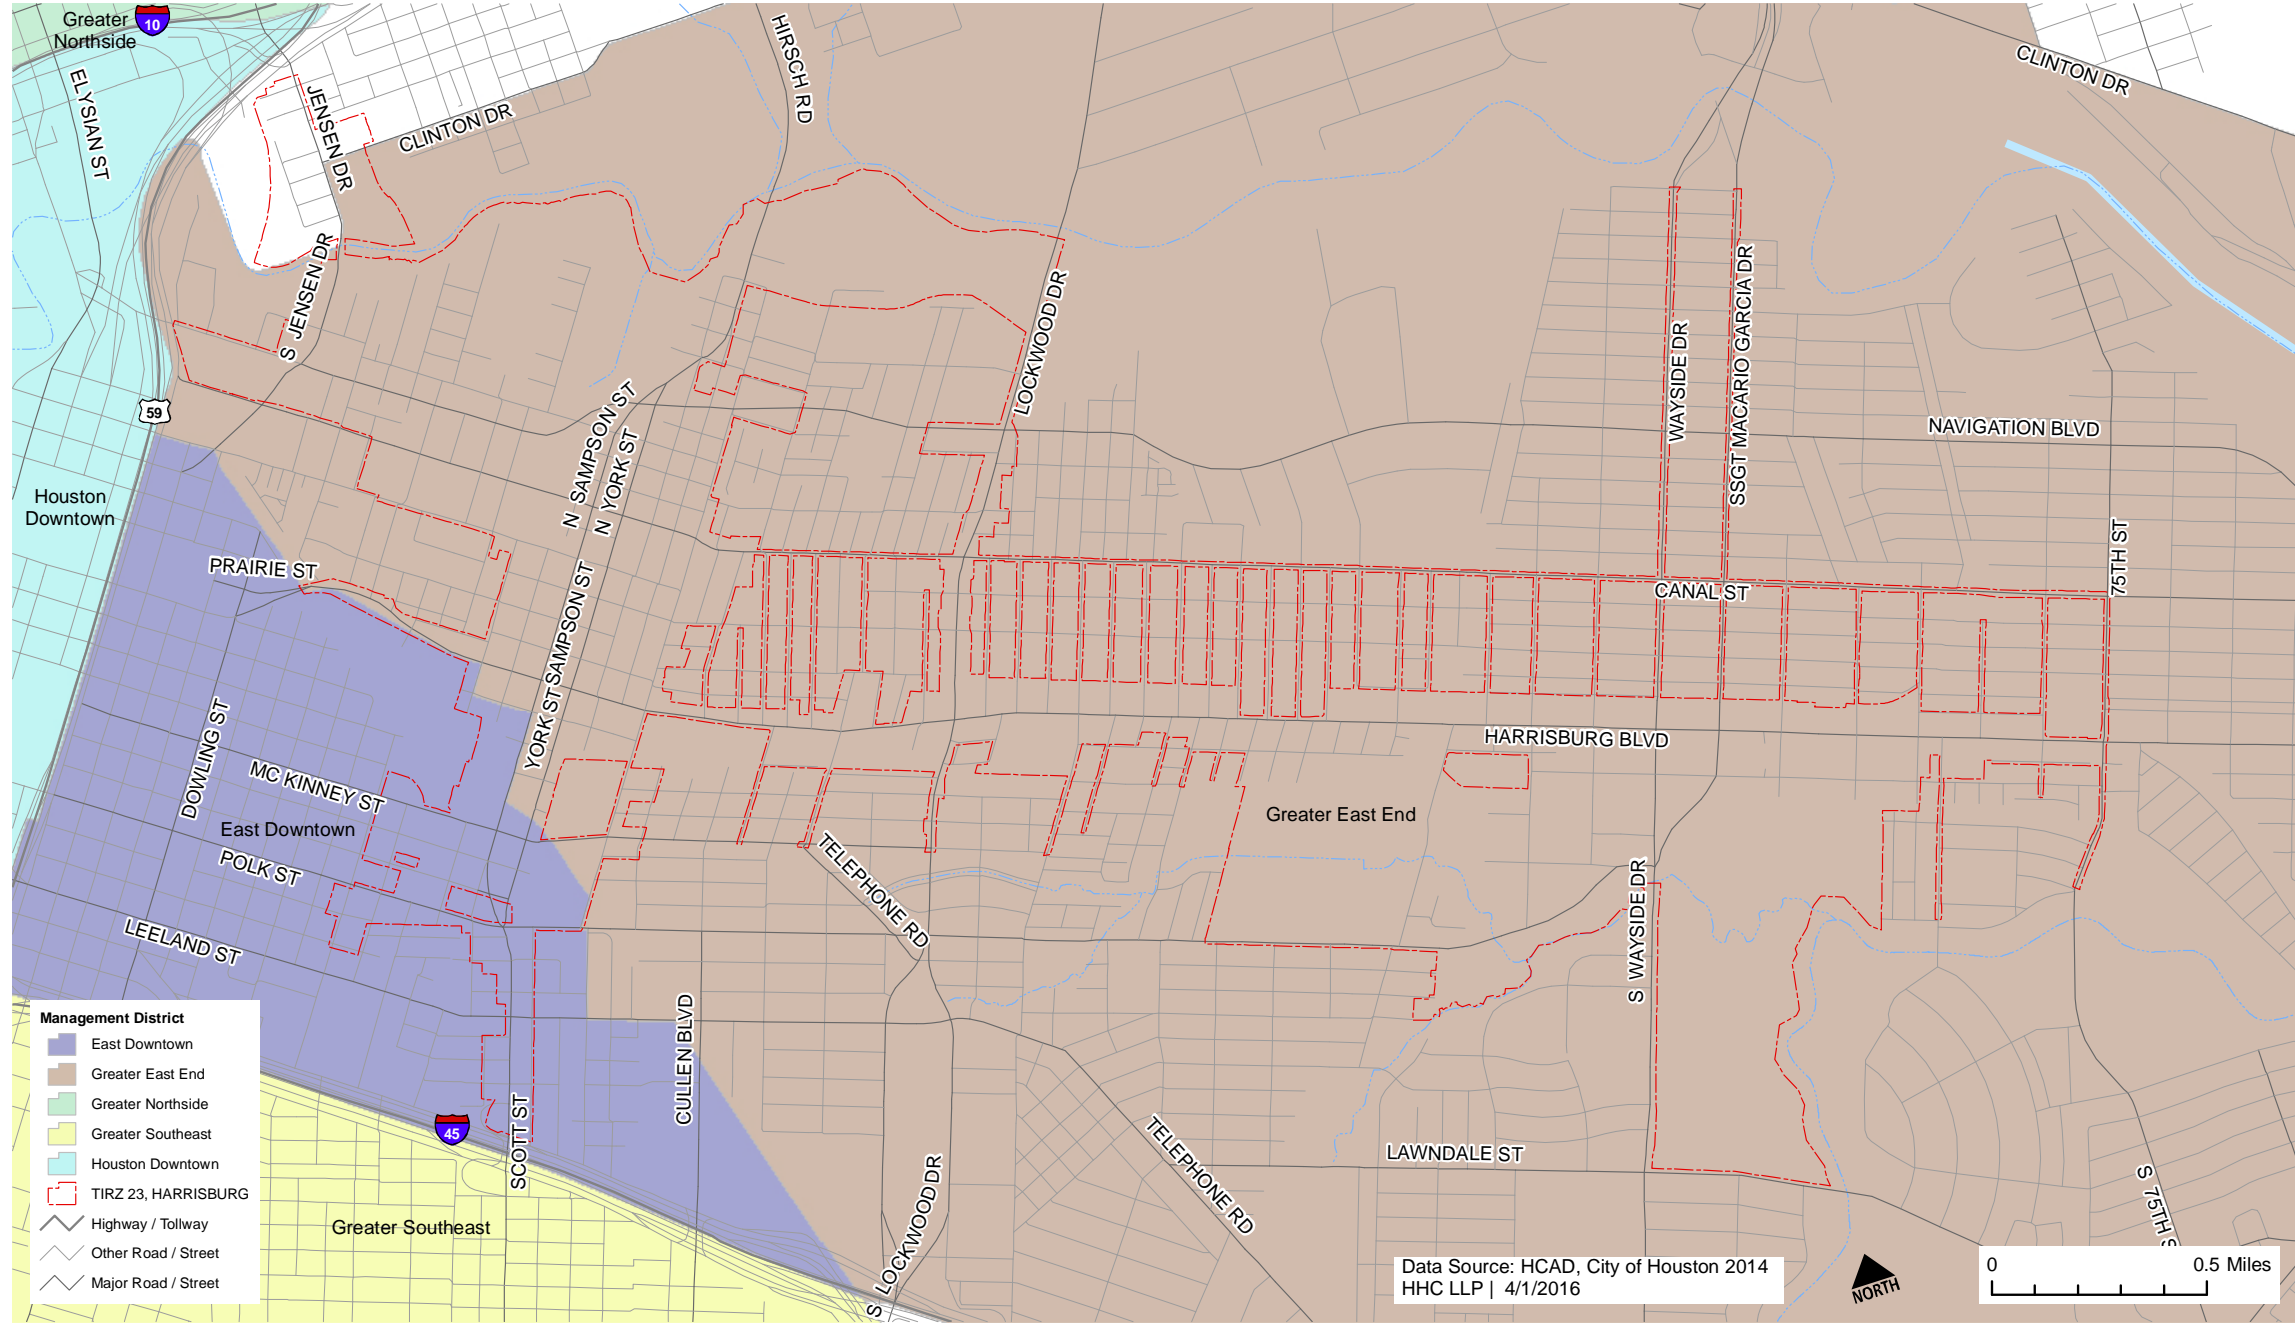 Greater
Northside
10
ELYSIAN ST
JENSEN DR
CLINTON DR
HIRSCH RD
CLINTON DR
S JENSEN DR
LOCKWOOD DR
WAYSIDE DR
SSGT MACARIO GARCIA DR
NAVIGATION BLVD
59
N SAMPSON ST
N YORK ST
Houston
Downtown
75TH ST
PRAIRIE ST
SAMPSON ST
YORK ST
CANAL ST
HARRISBURG BLVD
DOWLING ST
MC KINNEY ST
East Downtown
POLK ST
LEELAND ST
Greater East End
TELEPHONE RD
S WAYSIDE DR
CULLEN BLVD
SCOTT ST
45
TELEPHONE RD
LAWNDALE ST
S LOCKWOOD DR
S 75TH S
Greater Southeast
Management District
East Downtown
Greater East End
Greater Northside
Greater Southeast
Houston Downtown
TIRZ 23, HARRISBURG
Highway / Tollway
Other Road / Street
Major Road / Street
Data Source: HCAD, City of Houston 2014
HHC LLP | 4/1/2016
NORTH
0 0.5 Miles